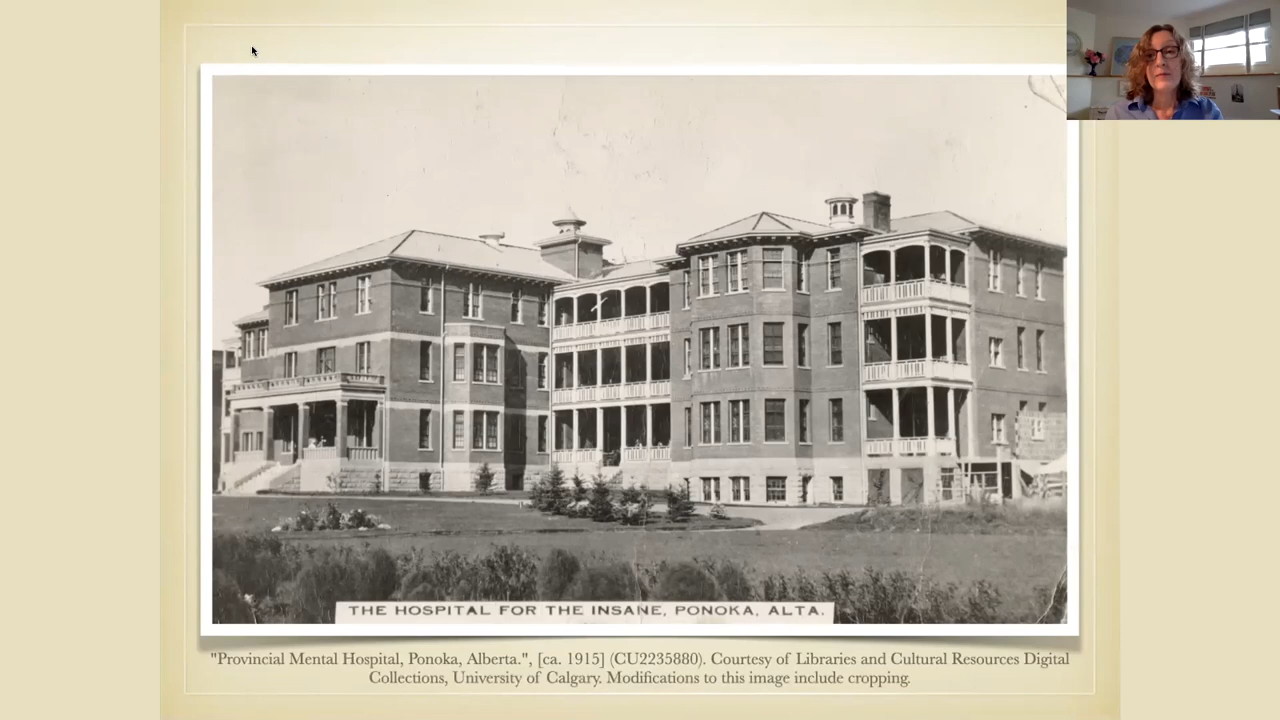 THE HOSPITAL FOR THE INSANE, PONOKA, ALTA.
"Provincial Mental Hospital, Ponoka, Alberta.", [ca. 1915] (CU2235880). Courtesy of Libraries and Cultural Resources Digital
Collections, University of Calgary. Modifications to this image include cropping.